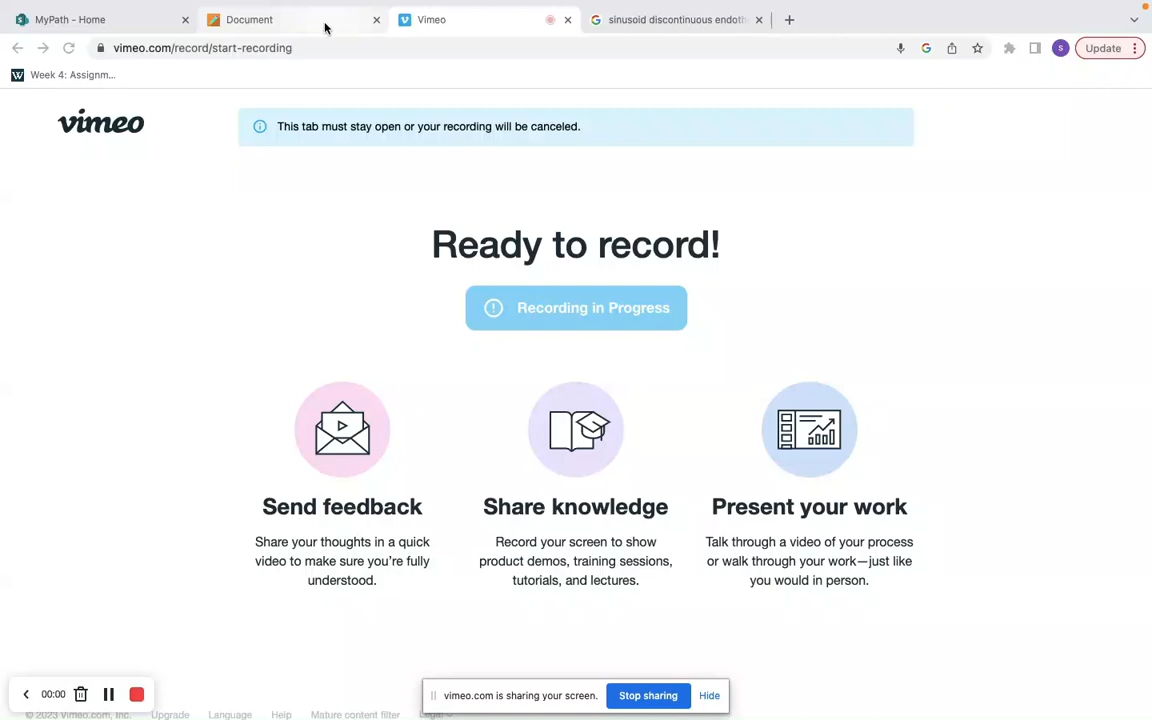 MyPath - Home
Document
Vimeo
sinusoid discontinuous endoth
vimeo.com/record/start-recording
S
Update
W
Week 4: Assignm...
vimeo
This tab must stay open or your recording will be canceled.
Ready to record!
Recording in Progress
Send feedback
Share your thoughts in a quick
video to make sure you're fully
understood.
Share knowledge
Record your screen to show
product demos, training sessions,
tutorials, and lectures.
Present your work
Talk through a video of your process
or walk through your work—just like
you would in person.
00:00
vimeo.com is sharing your screen.
Stop sharing
Hide
© 2023 Vimeo.com, Inc.
Upgrade
Language
Help
Mature content filter
Legal